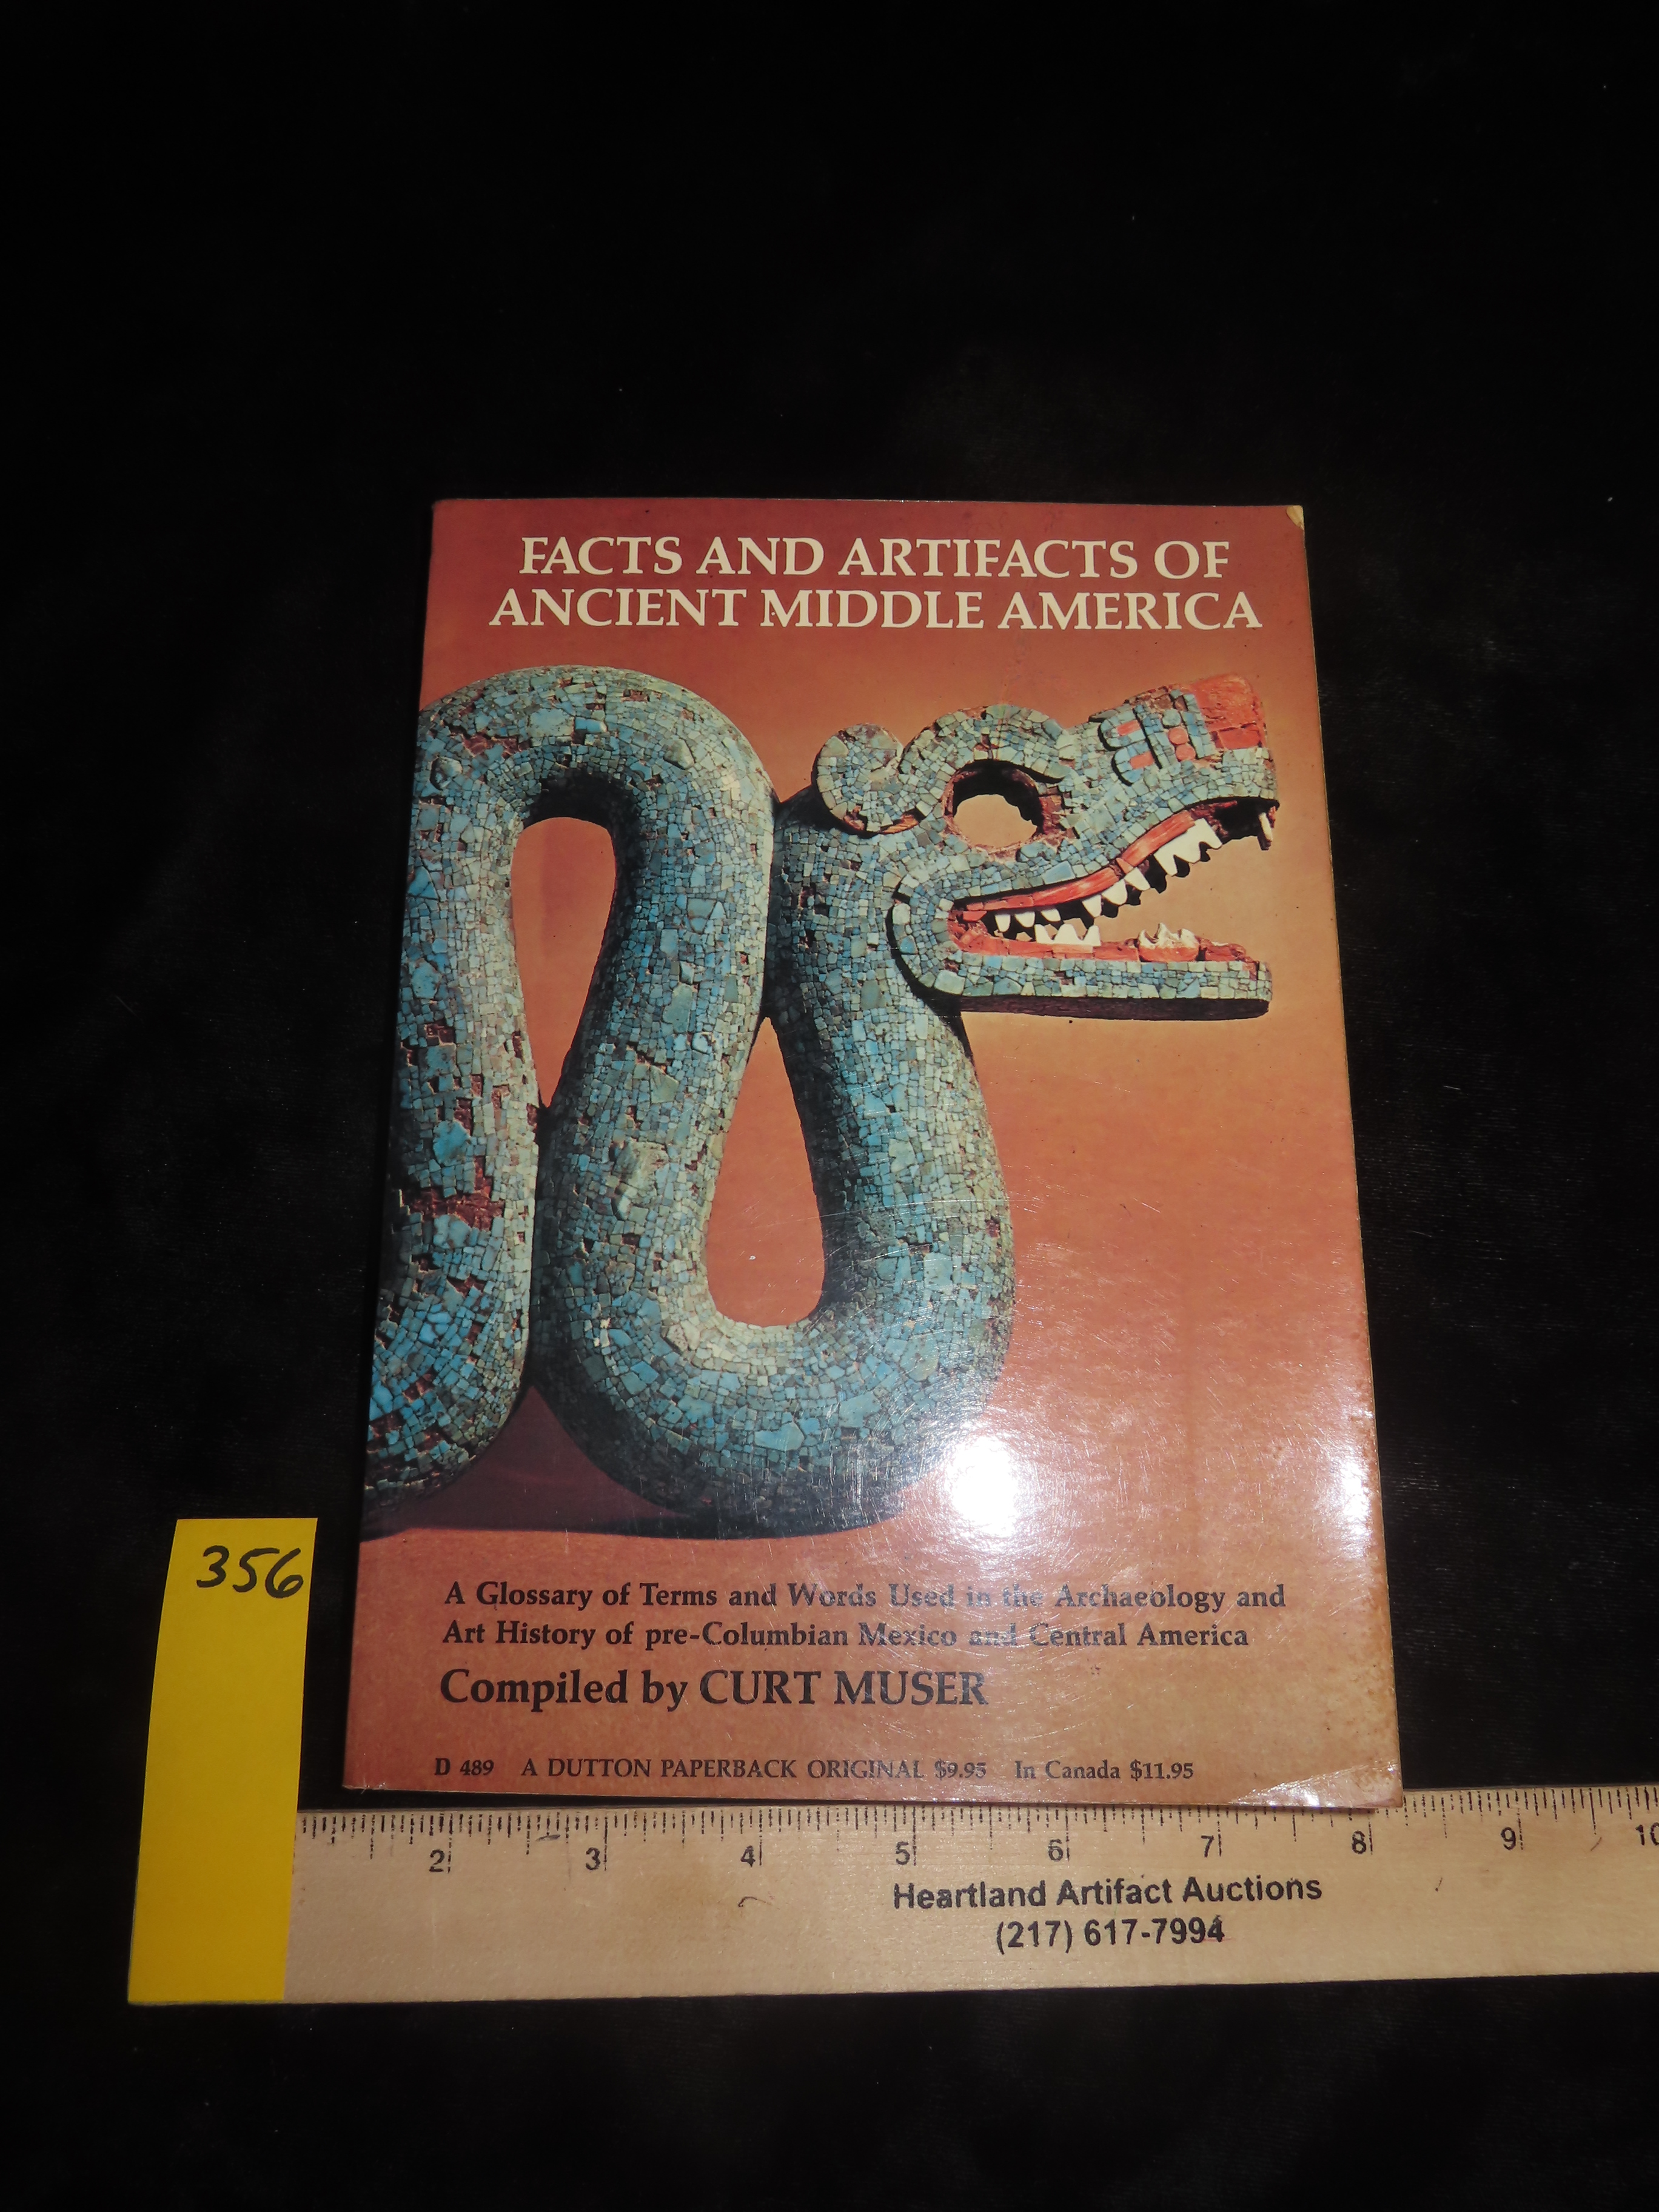 FACTS AND ARTIFACTS OF
ANCIENT MIDDLE AMERICA
356
A Glossary of Terms and Words Used in the Archaeology and
Art History of pre-Columbian Mexico and Central America
Compiled by CURT MUSER
D 489 A DUTTON PAPERBACK ORIGINAL $9.95 In Canada $11.95
2 3 4 5 6 7 8 9 10
Heartland Artifact Auctions
(217) 617-7994